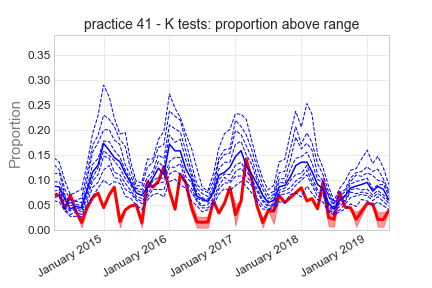 practice 41 - K tests: proportion above range
Proportion
0.35
0.30
0.25
0.20
0.15
0.10
0.05
0.00
January 2015
January 2016
January 2017
January 2018
January 2019